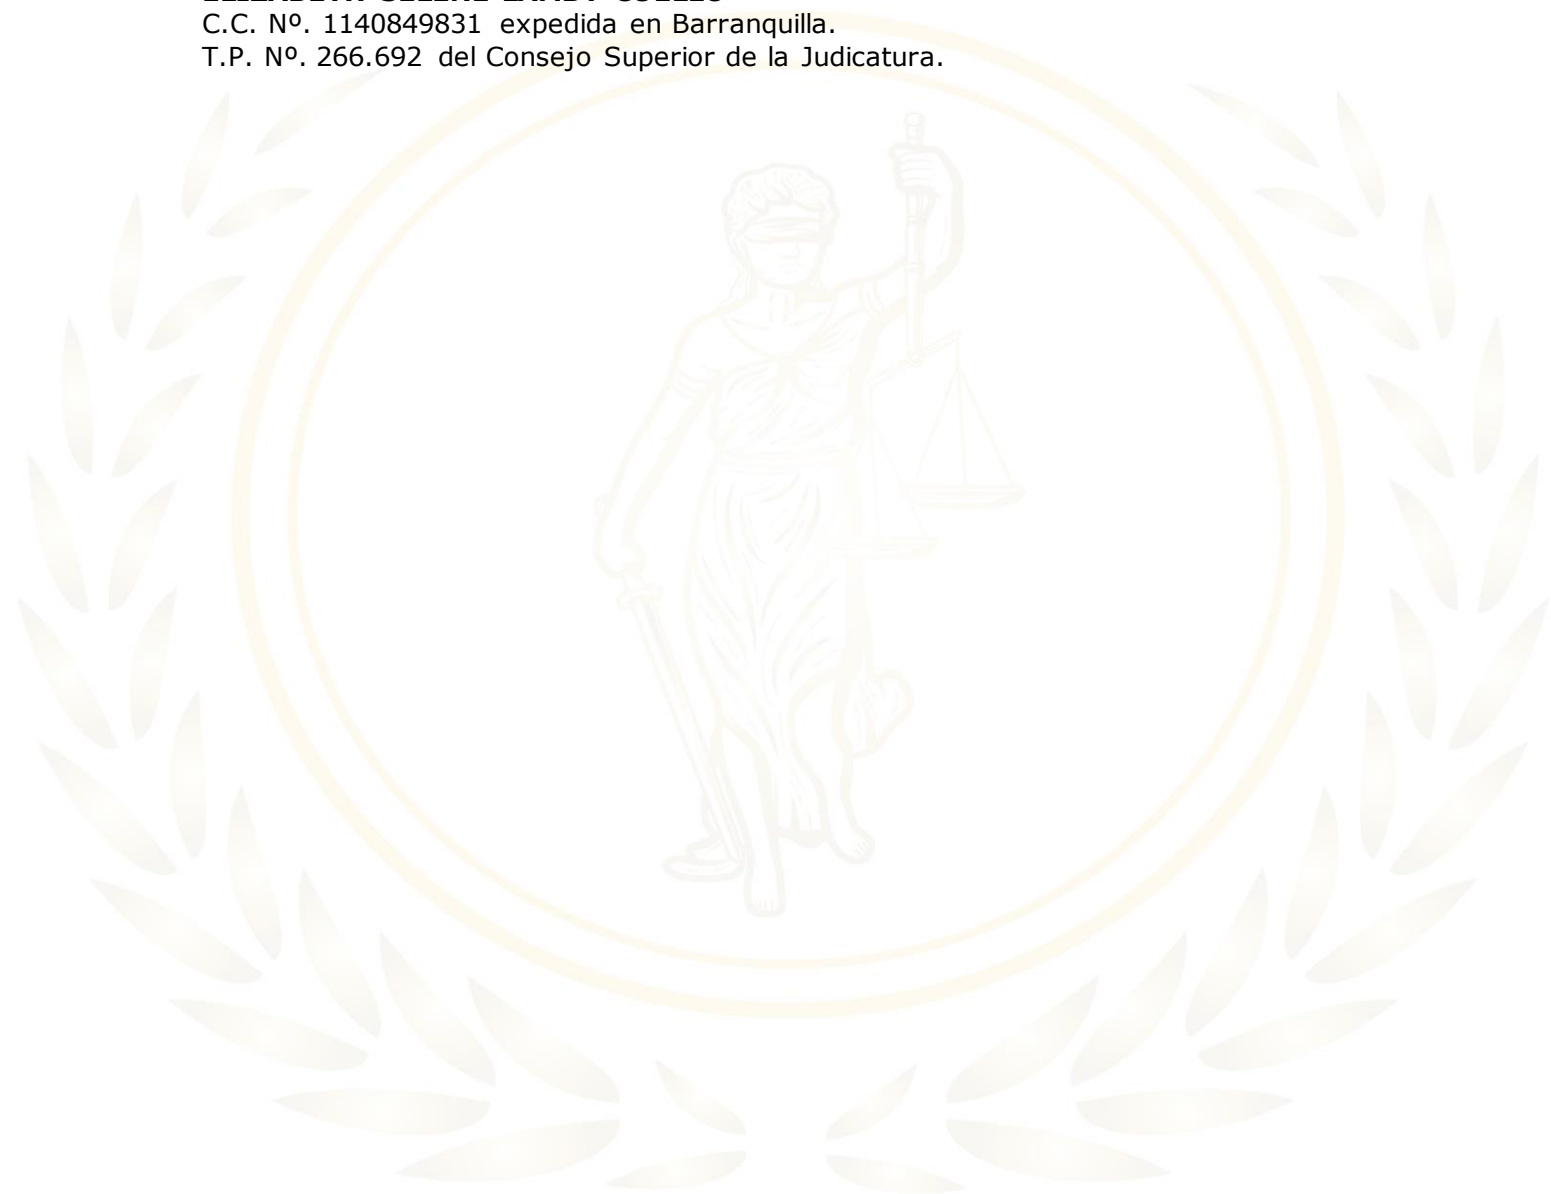 C.C. Nº. 1140849831 expedida en Barranquilla.
T.P. Nº. 266.692 del Consejo Superior de la Judicatura.